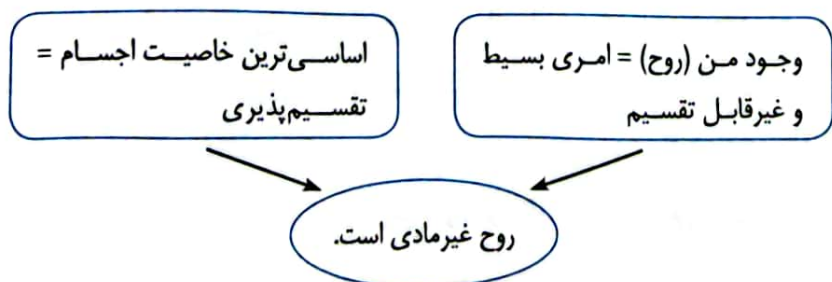 وجود من (روح) = امری بسیط
و غیرقابل تقسیم
اساسی‌ترین خاصیت اجسام =
تقسیم‌پذیری
روح غیرمادی است.